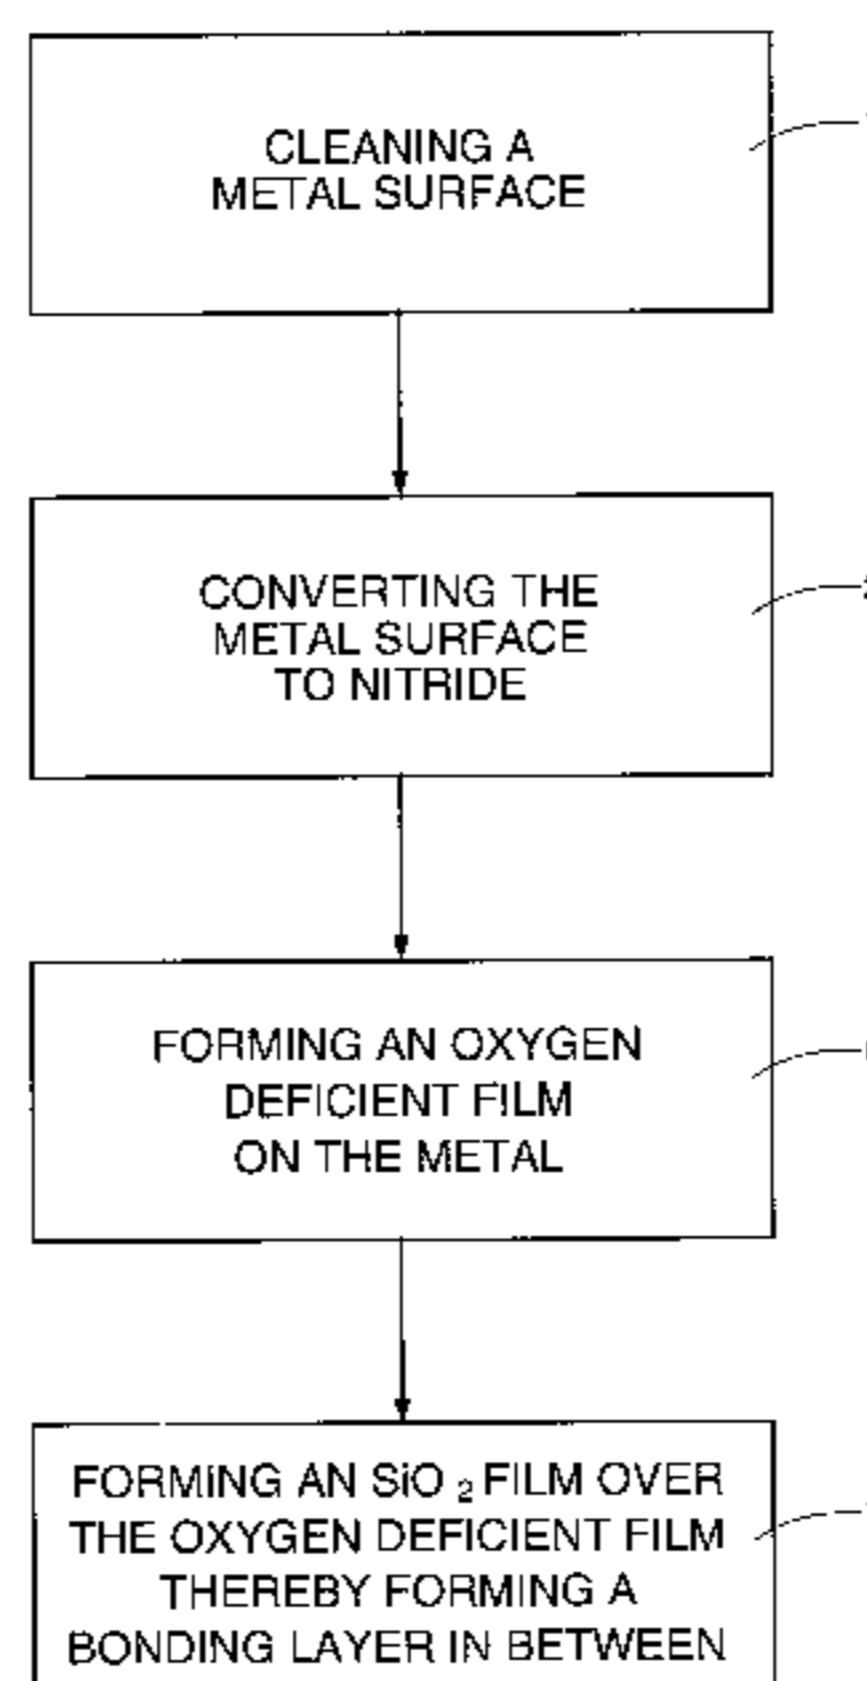 CLEANING A
METAL SURFACE
CONVERTING THE
METAL SURFACE
TO NITRIDE
FORMING AN OXYGEN
DEFICIENT FILM
ON THE METAL
FORMING AN SiO₂ FILM OVER
THE OXYGEN DEFICIENT FILM
THEREBY FORMING A
BONDING LAYER IN BETWEEN